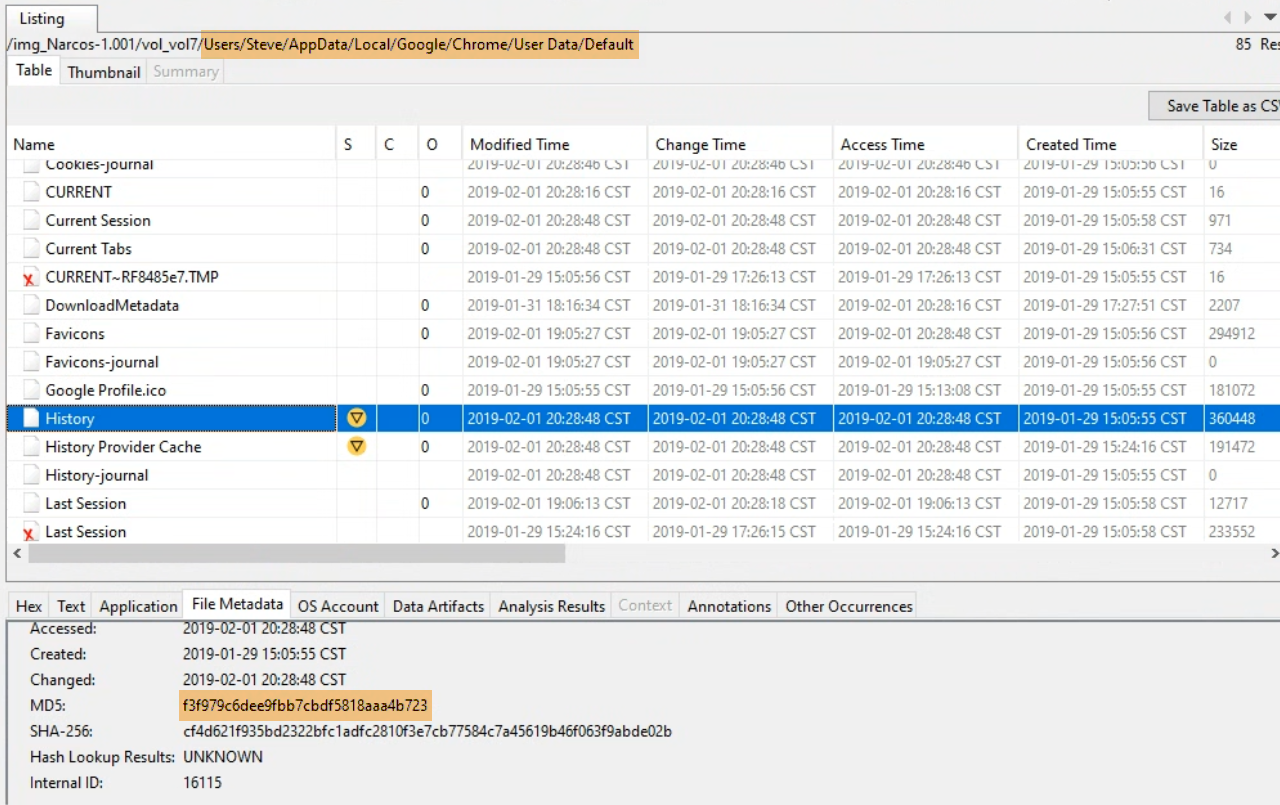 Listing
/img_Narcos-1.001/vol_vol7/Users/Steve/AppData/Local/Google/Chrome/User Data/Default 85 Res
Table Thumbnail Summary
Save Table as CSV
Name S C O Modified Time Change Time Access Time Created Time Size
Cookies-journal 2019-02-01 20:28:46 CST 2019-02-01 20:28:46 CST 2019-02-01 20:28:46 CST 2019-01-29 15:05:56 CST 0
CURRENT 0 2019-02-01 20:28:16 CST 2019-02-01 20:28:16 CST 2019-02-01 20:28:16 CST 2019-01-29 15:05:55 CST 16
Current Session 0 2019-02-01 20:28:48 CST 2019-02-01 20:28:48 CST 2019-02-01 20:28:48 CST 2019-01-29 15:05:58 CST 971
Current Tabs 0 2019-02-01 20:28:48 CST 2019-02-01 20:28:48 CST 2019-02-01 20:28:48 CST 2019-01-29 15:06:31 CST 734
CURRENT~RF8485e7.TMP 2019-01-29 15:05:56 CST 2019-01-29 17:26:13 CST 2019-01-29 17:26:13 CST 2019-01-29 15:05:55 CST 16
DownloadMetadata 0 2019-01-31 18:16:34 CST 2019-01-31 18:16:34 CST 2019-02-01 20:28:16 CST 2019-01-29 17:27:51 CST 2207
Favicons 0 2019-02-01 19:05:27 CST 2019-02-01 19:05:27 CST 2019-02-01 20:28:48 CST 2019-01-29 15:05:56 CST 294912
Favicons-journal 2019-02-01 19:05:27 CST 2019-02-01 19:05:27 CST 2019-02-01 19:05:27 CST 2019-01-29 15:05:56 CST 0
Google Profile.ico 0 2019-01-29 15:05:55 CST 2019-01-29 15:05:56 CST 2019-01-29 15:13:08 CST 2019-01-29 15:05:55 CST 181072
History 0 2019-02-01 20:28:48 CST 2019-02-01 20:28:48 CST 2019-02-01 20:28:48 CST 2019-01-29 15:05:55 CST 360448
History Provider Cache 0 2019-02-01 20:28:48 CST 2019-02-01 20:28:48 CST 2019-02-01 20:28:48 CST 2019-01-29 15:24:16 CST 191472
History-journal 2019-02-01 20:28:48 CST 2019-02-01 20:28:48 CST 2019-02-01 20:28:48 CST 2019-01-29 15:05:55 CST 0
Last Session 0 2019-02-01 19:06:13 CST 2019-02-01 20:28:18 CST 2019-02-01 19:06:13 CST 2019-01-29 15:05:58 CST 12717
Last Session 2019-01-29 15:24:16 CST 2019-01-29 17:26:15 CST 2019-01-29 15:24:16 CST 2019-01-29 15:05:58 CST 233552
Hex Text Application File Metadata OS Account Data Artifacts Analysis Results Context Annotations Other Occurrences
Accessed: 2019-02-01 20:28:48 CST
Created: 2019-01-29 15:05:55 CST
Changed: 2019-02-01 20:28:48 CST
MD5: f3f979c6dee9fbb7cbdf5818aaa4b723
SHA-256: cf4d621f935bd2322bfc1adfc2810f3e7cb77584c7a45619b46f063f9abde02b
Hash Lookup Results: UNKNOWN
Internal ID: 16115